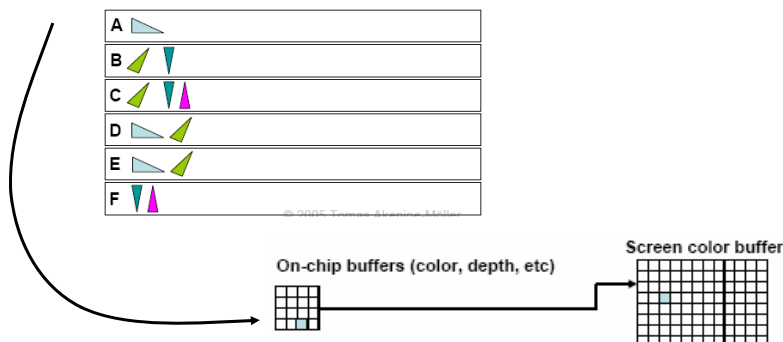 A
B
C
D
E
F
© 2005 Tomas Akenine-Möller
Screen color buffer
On-chip buffers (color, depth, etc)